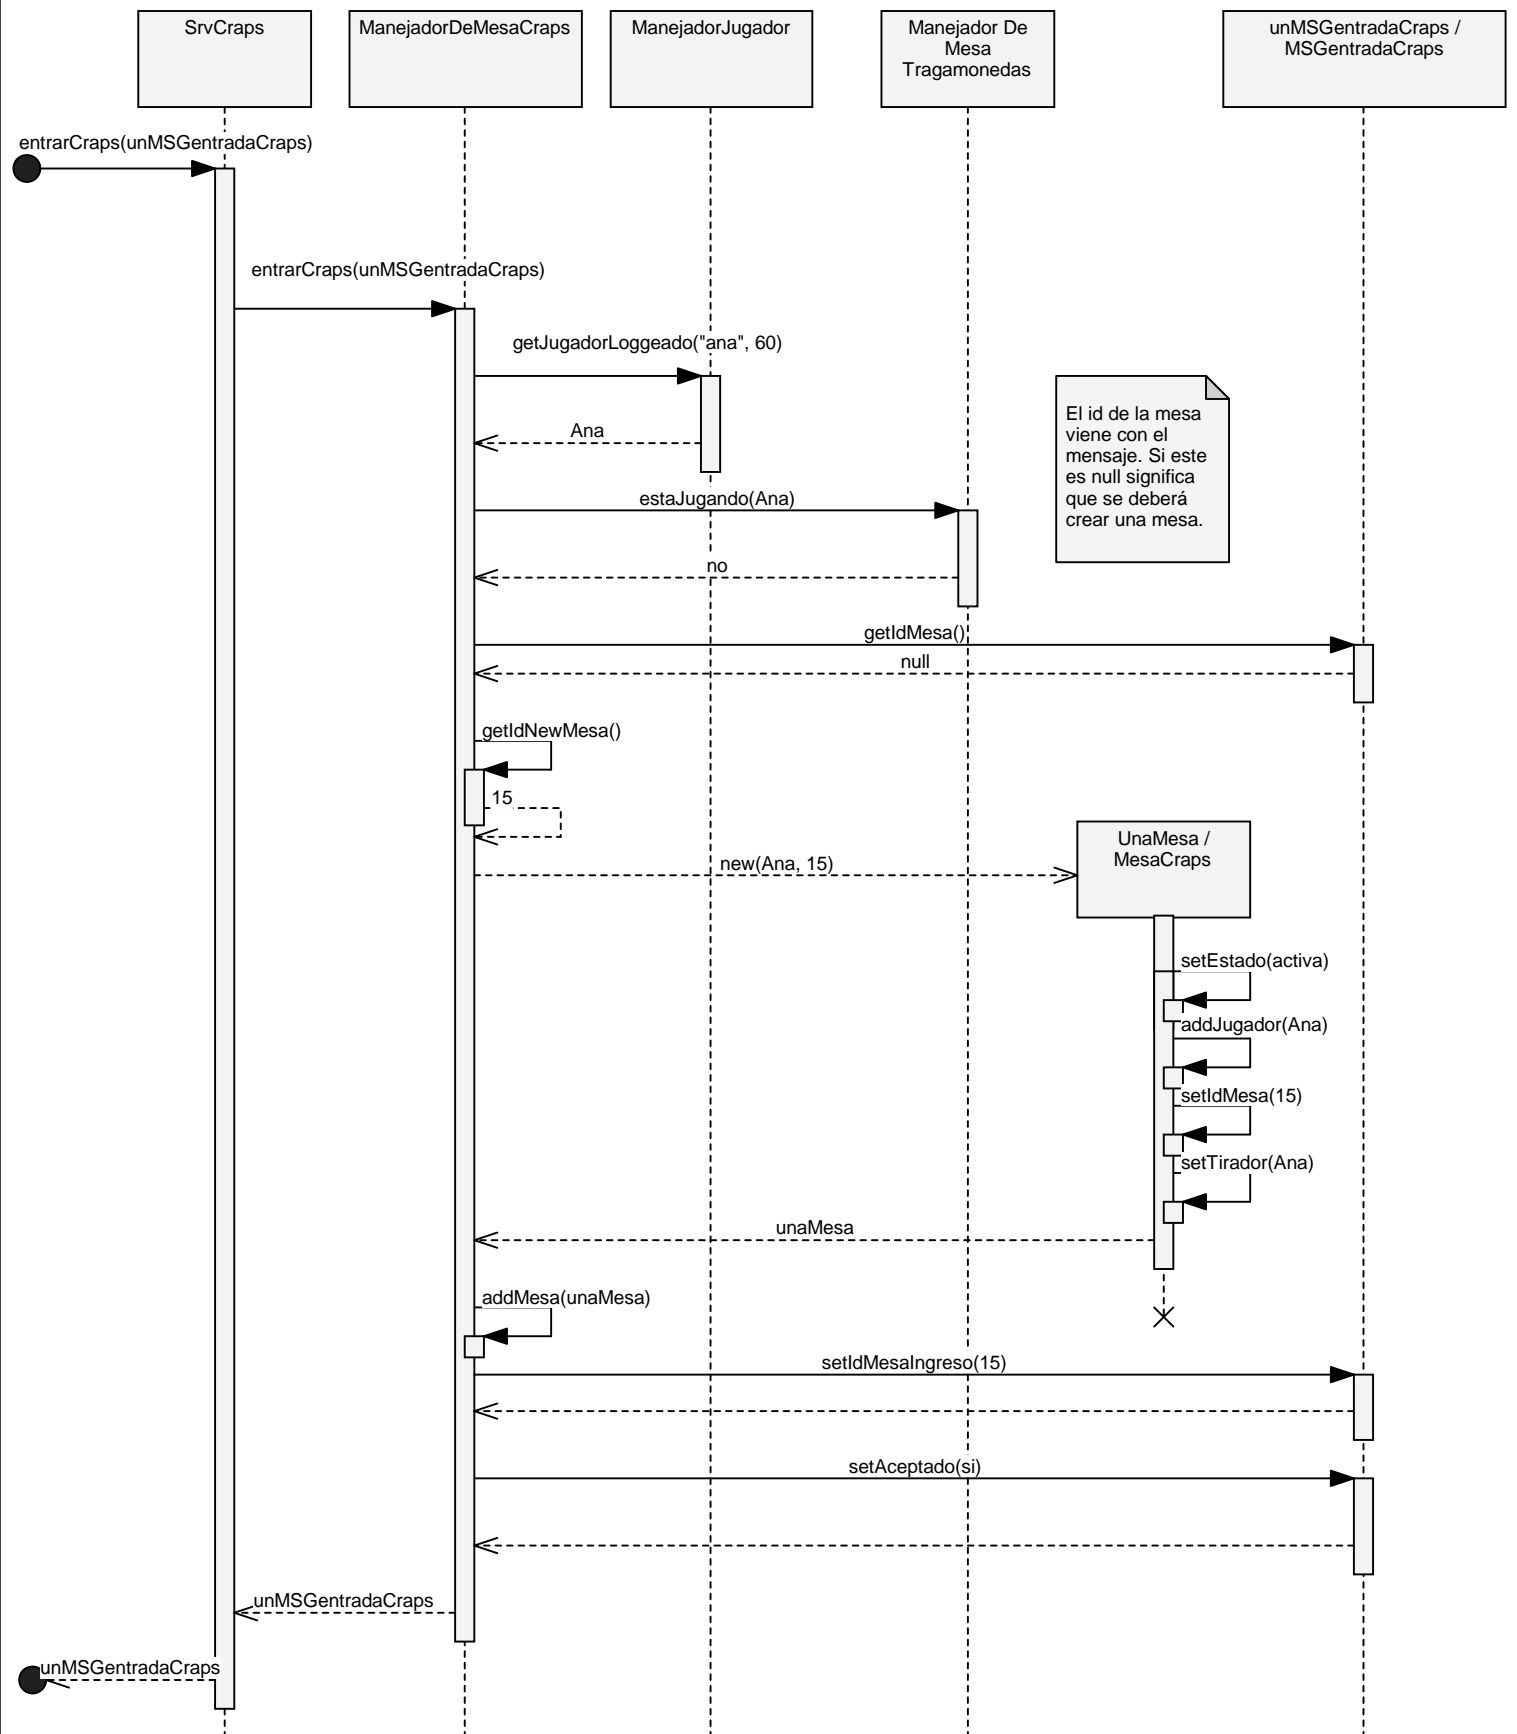 SrvCraps
ManejadorDeMesaCraps
ManejadorJugador
Manejador De
Mesa
Tragamonedas
unMSGentradaCraps /
MSGentradaCraps
entrarCraps(unMSGentradaCraps)
entrarCraps(unMSGentradaCraps)
getJugadorLoggeado("ana", 60)
Ana
El id de la mesa
viene con el
mensaje. Si este
es null significa
que se deberá
crear una mesa.
estaJugando(Ana)
no
getIdMesa()
null
getIdNewMesa()
15
UnaMesa /
MesaCraps
new(Ana, 15)
setEstado(activa)
addJugador(Ana)
setIdMesa(15)
setTirador(Ana)
unaMesa
addMesa(unaMesa)
setIdMesaIngreso(15)
setAceptado(si)
unMSGentradaCraps
unMSGentradaCraps